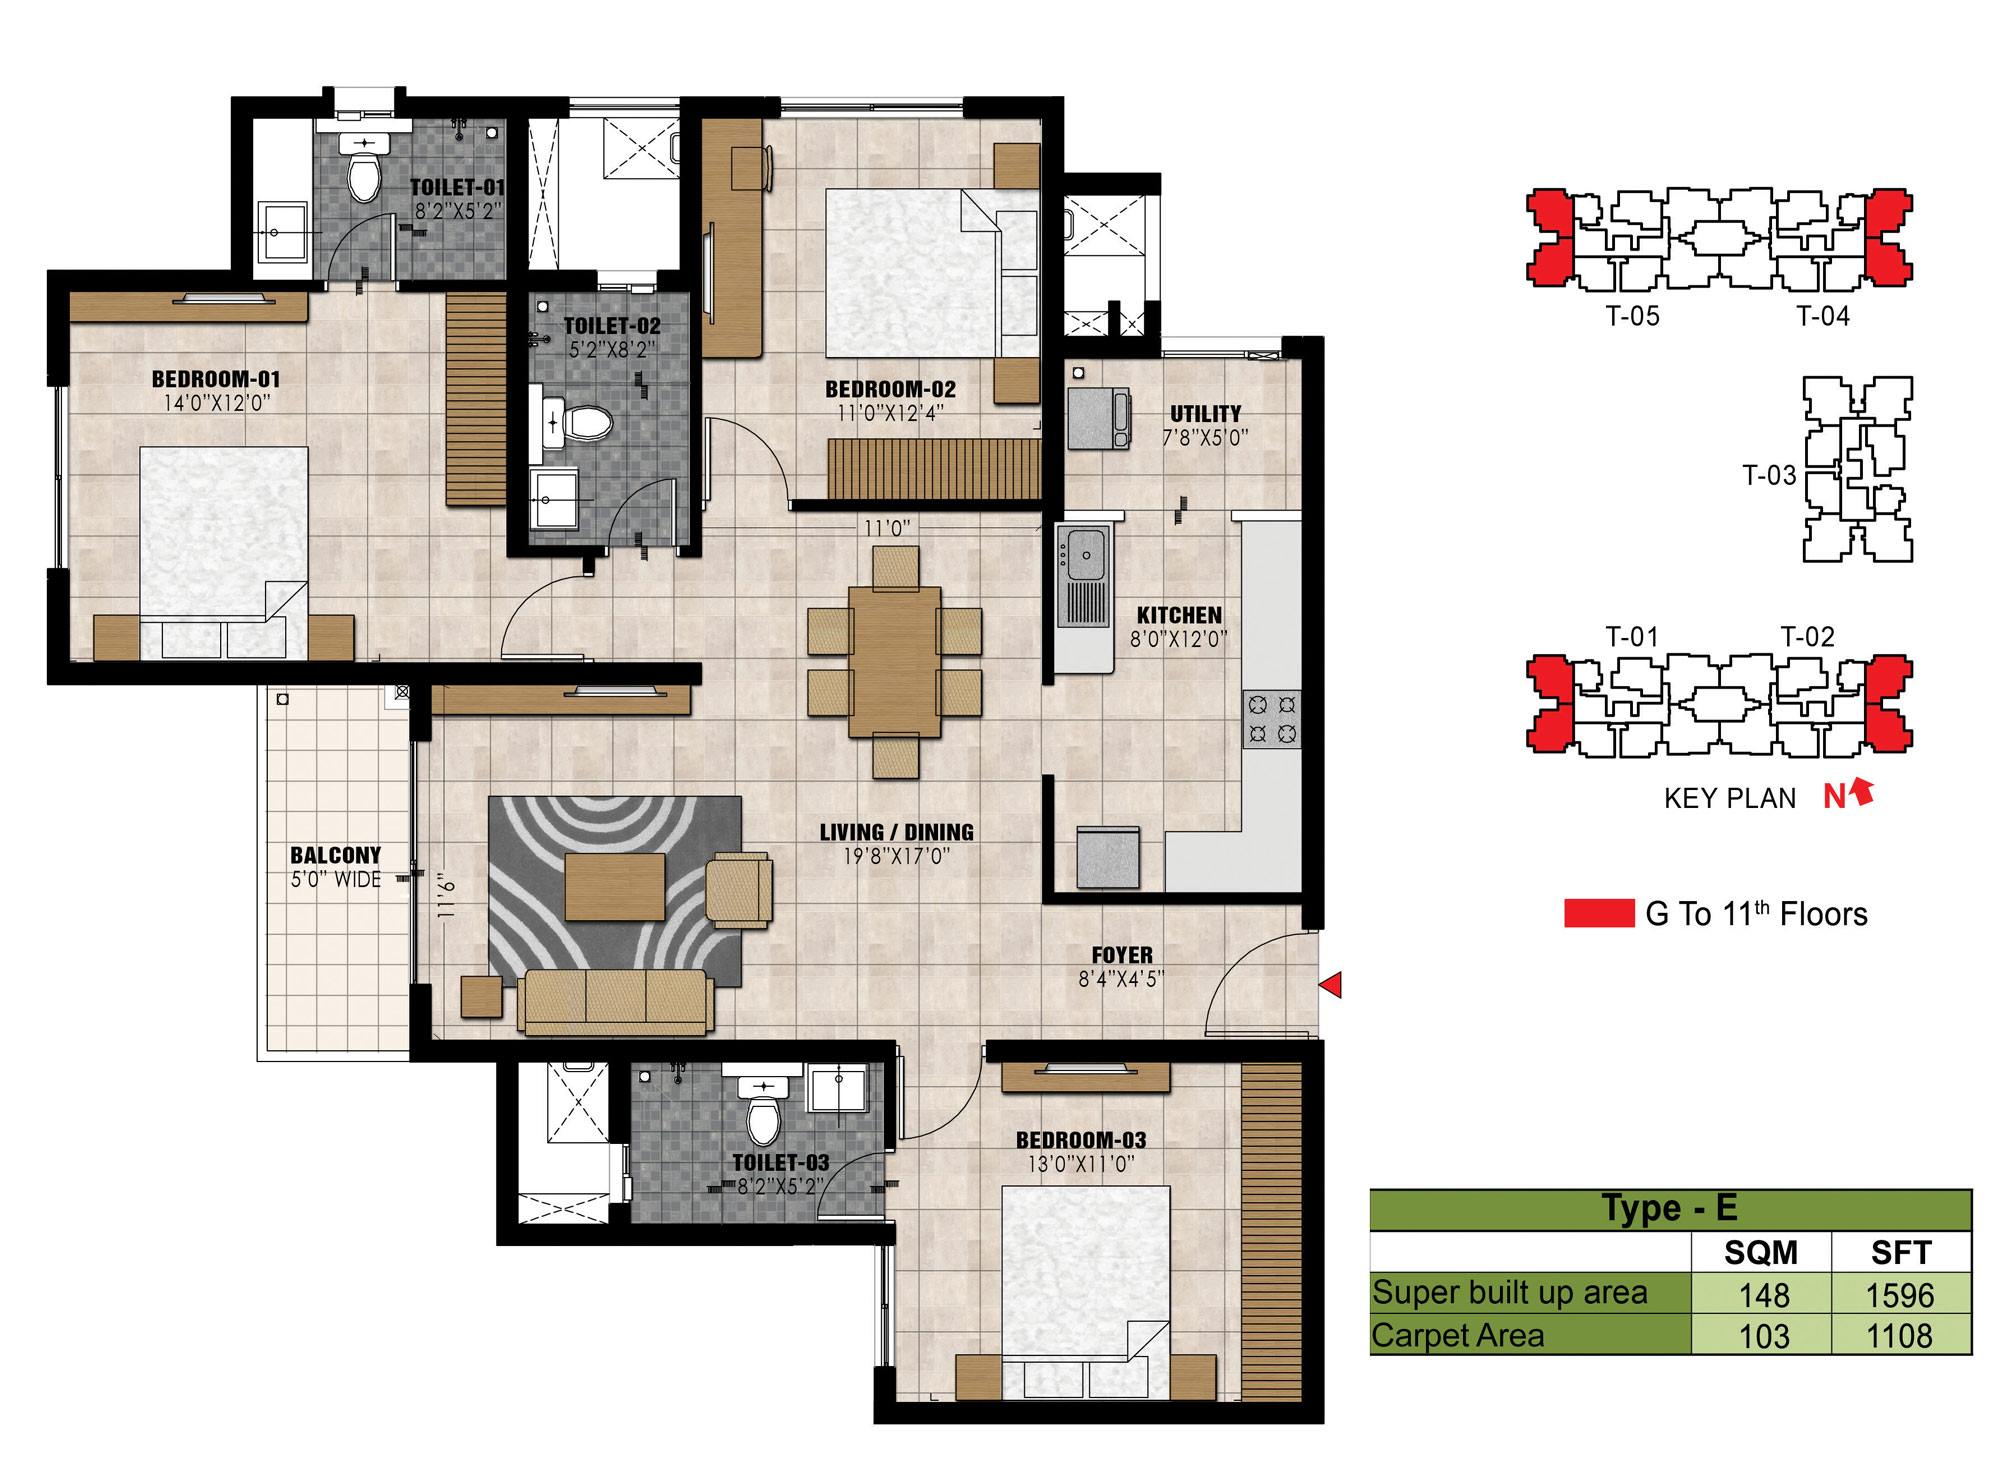 TOILET-01
8'2"X5'2"
TOILET-02
5'2"X8'2"
BEDROOM-01
14'0"X12'0"
BEDROOM-02
11'0"X12'4"
UTILITY
7'8"X5'0"
11'0"
KITCHEN
8'0"X12'0"
LIVING / DINING
19'8"X17'0"
BALCONY
5'0" WIDE
11'6"
FOYER
8'4"X4'5"
BEDROOM-03
13'0"X11'0"
TOILET-03
8'2"X5'2"
T-05
T-04
T-03
T-01
T-02
KEY PLAN N
G To 11th Floors
Type - E
SQM SFT
Super built up area 148 1596
Carpet Area 103 1108